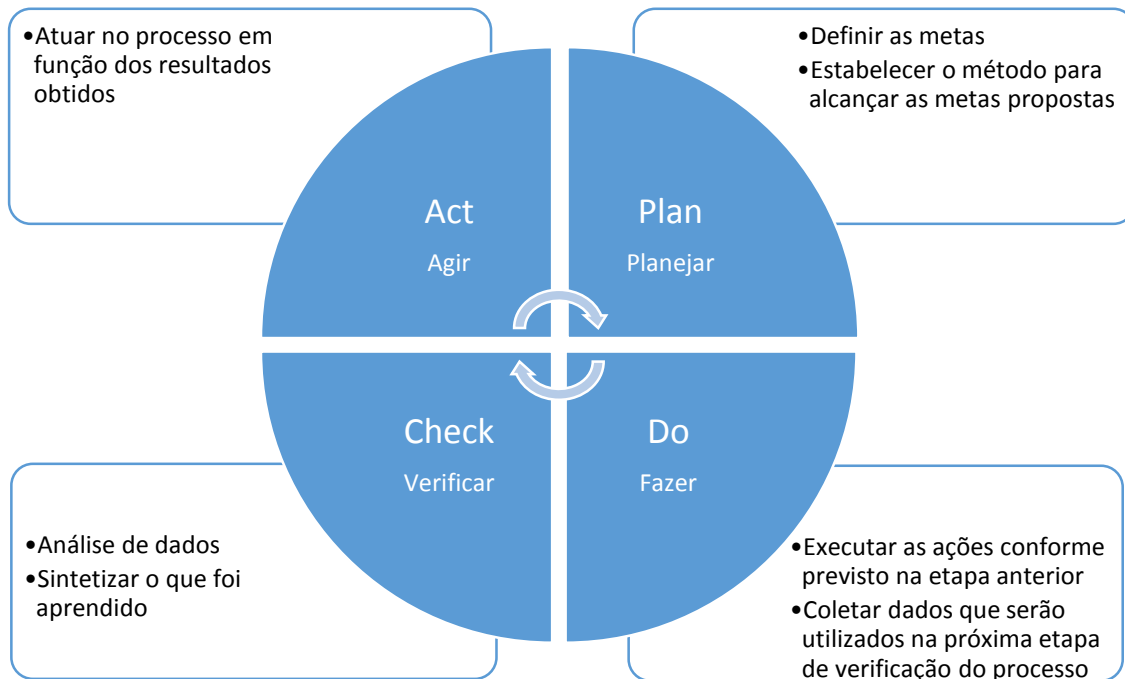 •Atuar no processo em
função dos resultados
obtidos
•Definir as metas
•Estabelecer o método para
alcançar as metas propostas
Act
Agir
Plan
Planejar
Check
Verificar
Do
Fazer
•Análise de dados
•Sintetizar o que foi
aprendido
•Executar as ações conforme
previsto na etapa anterior
•Coletar dados que serão
utilizados na próxima etapa
de verificação do processo